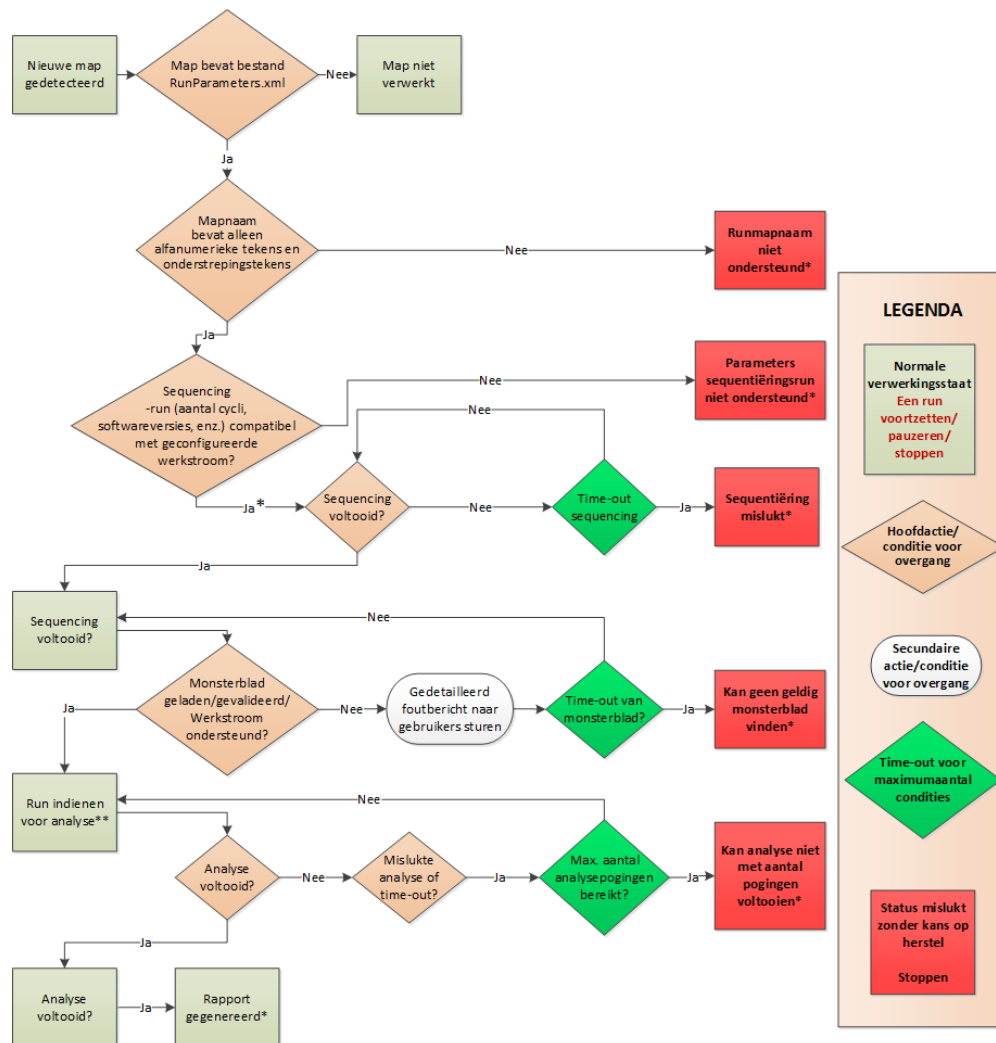 Nieuwe map
gedetecteerd
Map bevat bestand
RunParameters.xml
Nee
Map niet
verwerkt
Ja
Mapnaam
bevat alleen
alfanumerieke tekens en
onderstrepingstekens
Nee
Runmapnaam
niet
ondersteund*
Ja
Sequencing
-run (aantal cycli,
softwareversies, enz.) compatibel
met geconfigureerde
werkstroom?
Nee
Parameters
sequentiëringsrun
niet ondersteund*
Ja*
Sequencing
voltooid?
Nee
Time-out
sequencing
Ja
Sequentiëring
mislukt*
Ja
Sequencing
voltooid?
Nee
Monsterblad
geladen/gevalideerd/
Werkstroom
ondersteund?
Nee
Gedetailleerd
foutbericht naar
gebruikers sturen
Time-out van
monsterblad?
Ja
Kan geen geldig
monsterblad
vinden*
Ja
Run indienen
voor analyse**
Nee
Analyse
voltooid?
Nee
Mislukte
analyse of
time-out?
Ja
Max. aantal
analysepogingen
bereikt?
Ja
Kan analyse niet
met aantal
pogingen
voltooien*
Ja
Analyse
voltooid?
Ja
Rapport
gegenereerd*
LEGENDA
Normale
verwerkingsstaat
Een run
voortzetten/
pauzeren/
stoppen
Hoofdactie/
conditie voor
overgang
Secundaire
actie/conditie
voor overgang
Time-out voor
maximumaantal
condities
Status mislukt
zonder kans op
herstel
Stoppen